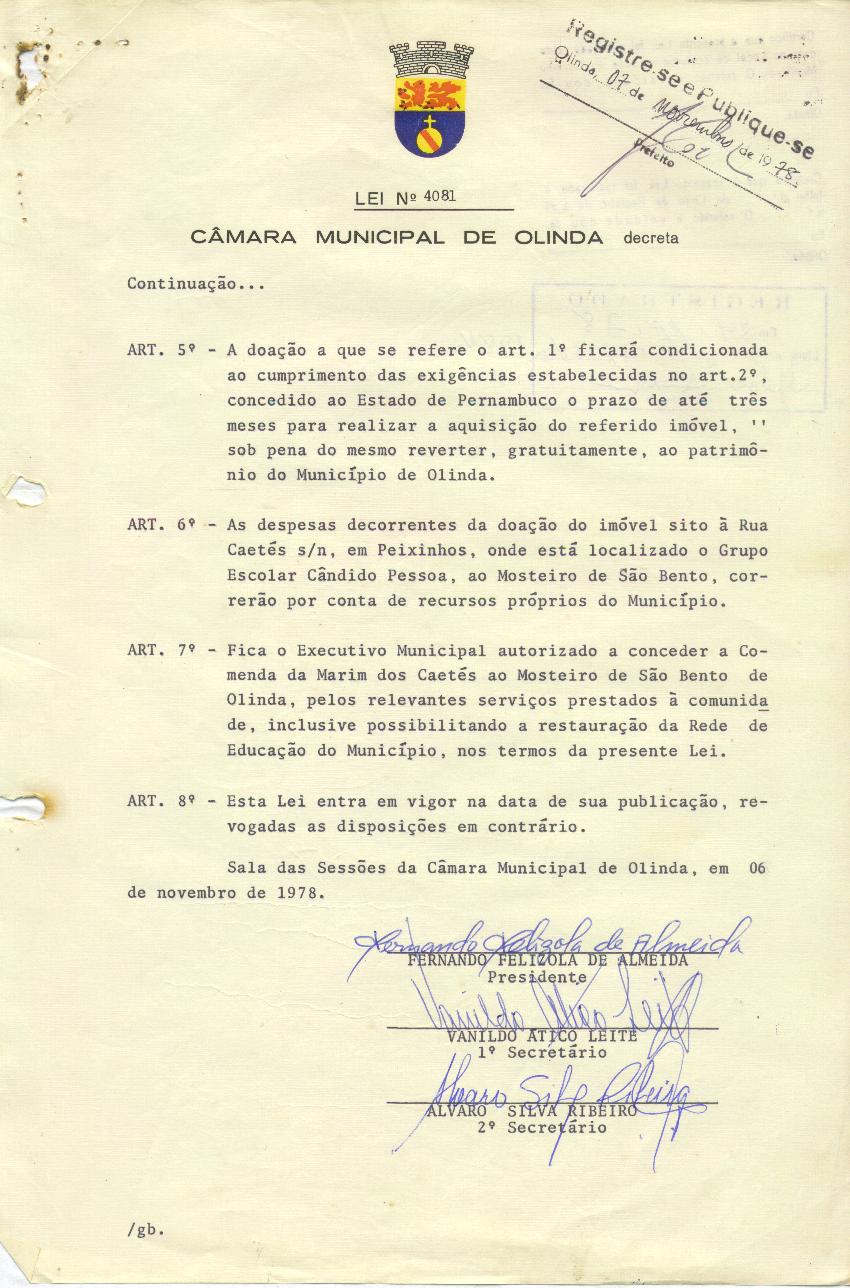 Registre-se e Publique-se
Olinda, 07 de Novembro de 1978.
Prefeito
LEI Nº 4081
CÂMARA MUNICIPAL DE OLINDA decreta
Continuação...
ART. 5º - A doação a que se refere o art. 1º ficará condicionada
ao cumprimento das exigências estabelecidas no art.2º,
concedido ao Estado de Pernambuco o prazo de até três
meses para realizar a aquisição do referido imóvel, ''
sob pena do mesmo reverter, gratuitamente, ao patrimô-
nio do Município de Olinda.
ART. 6º - As despesas decorrentes da doação do imóvel sito à Rua
Caetés s/n, em Peixinhos, onde está localizado o Grupo
Escolar Cândido Pessoa, ao Mosteiro de São Bento, cor-
rerão por conta de recursos próprios do Município.
ART. 7º - Fica o Executivo Municipal autorizado a conceder a Co-
menda da Marim dos Caetés ao Mosteiro de São Bento de
Olinda, pelos relevantes serviços prestados à comunida
de, inclusive possibilitando a restauração da Rede de
Educação do Município, nos termos da presente Lei.
ART. 8º - Esta Lei entra em vigor na data de sua publicação, re-
vogadas as disposições em contrário.
Sala das Sessões da Câmara Municipal de Olinda, em 06
de novembro de 1978.
Fernando Felizola de Almeida
FERNANDO FELIZOLA DE ALMEIDA
Presidente
Vanildo Ático Leite
VANILDO ÁTICO LEITE
1º Secretário
Alvaro Silva Ribeiro
ALVARO SILVA RIBEIRO
2º Secretário
/gb.